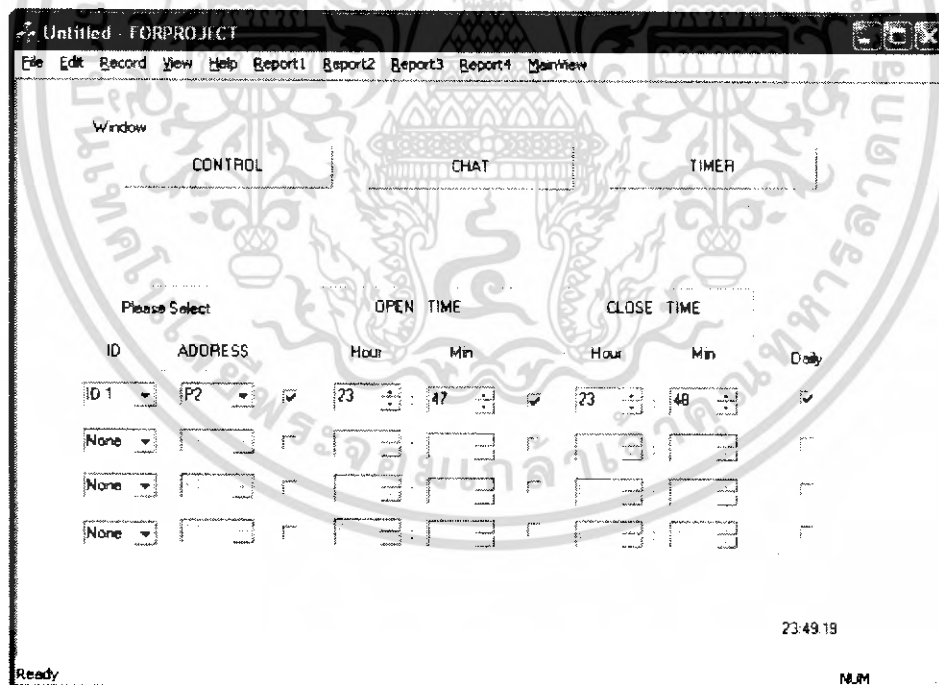 Untitled - FORPROJECT
File Edit Record View Help Report1 Report2 Report3 Report4 MainView
Window
CONTROL CHAT TIMER
Please Select OPEN TIME CLOSE TIME
ID ADDRESS Hour Min Hour Min Daily
ID 1 P2 23 : 47 23 : 48
None : :
None : :
None : :
23:49:19
Ready NUM